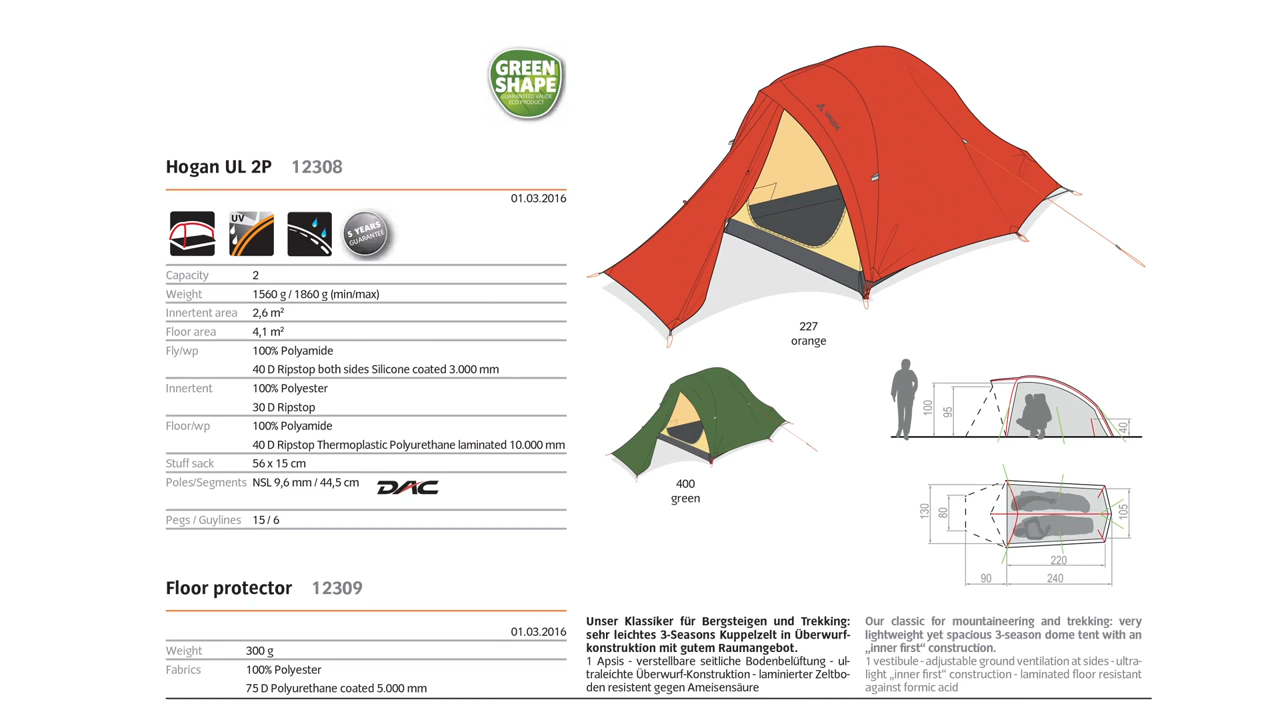 GREEN
SHAPE
GUARANTEED VAUDE
ECO PRODUCT
Hogan UL 2P 12308
01.03.2016
UV
5 YEARS
GUARANTEE
Capacity 2
Weight 1560 g / 1860 g (min/max)
Innertent area 2,6 m²
Floor area 4,1 m²
Fly/wp 100% Polyamide
40 D Ripstop both sides Silicone coated 3.000 mm
Innertent 100% Polyester
30 D Ripstop
Floor/wp 100% Polyamide
40 D Ripstop Thermoplastic Polyurethane laminated 10.000 mm
Stuff sack 56 x 15 cm
Poles/Segments NSL 9,6 mm / 44,5 cm DAC
Pegs / Guylines 15 / 6
Floor protector 12309
01.03.2016
Weight 300 g
Fabrics 100% Polyester
75 D Polyurethane coated 5.000 mm
VAUDE
227
orange
400
green
100
95
40
130
80
105
220
90
240
Unser Klassiker für Bergsteigen und Trekking:
sehr leichtes 3-Seasons Kuppelzelt in Überwurf-
konstruktion mit gutem Raumangebot.
1 Apsis - verstellbare seitliche Bodenbelüftung - ul-
traleichte Überwurf-Konstruktion - laminierter Zeltbo-
den resistent gegen Ameisensäure
Our classic for mountaineering and trekking: very
lightweight yet spacious 3-season dome tent with an
„inner first“ construction.
1 vestibule - adjustable ground ventilation at sides - ultra-
light „inner first“ construction - laminated floor resistant
against formic acid